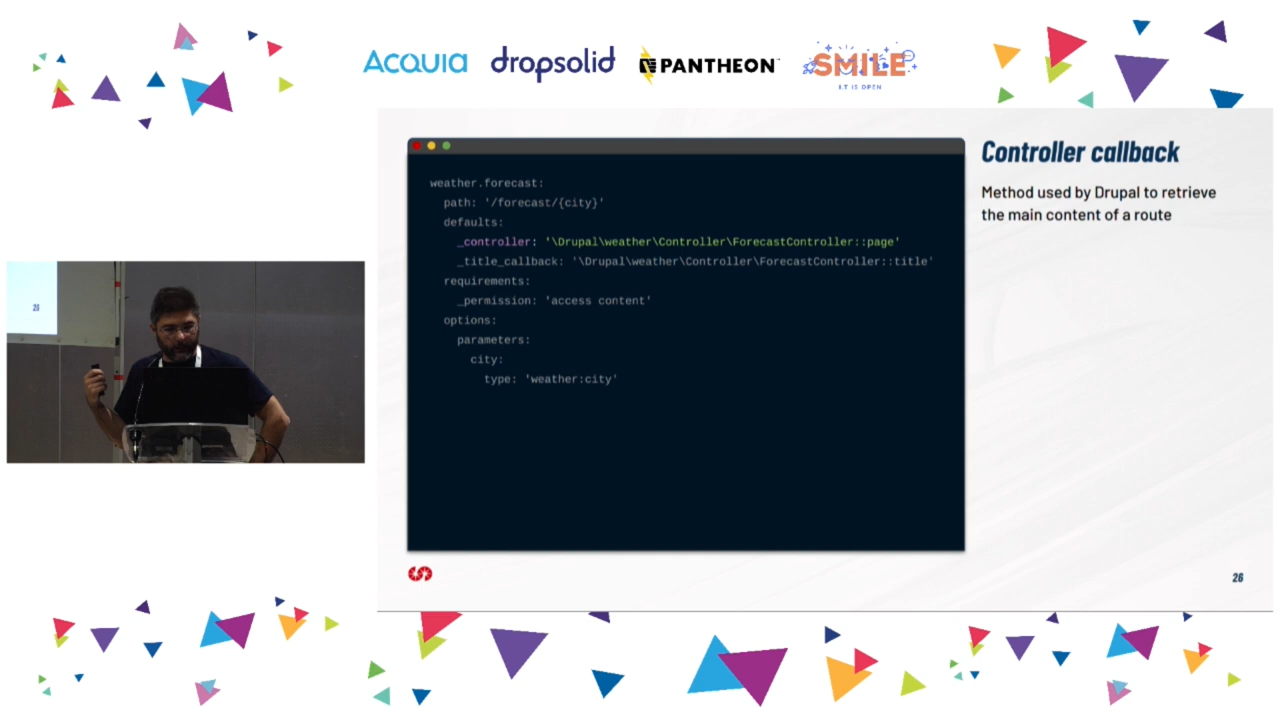 ACQUIA dropsolid PANTHEON SMILE
I.T IS OPEN
weather.forecast:
  path: '/forecast/{city}'
  defaults:
    _controller: '\Drupal\weather\Controller\ForecastController::page'
    _title_callback: '\Drupal\weather\Controller\ForecastController::title'
  requirements:
    _permission: 'access content'
  options:
    parameters:
      city:
        type: 'weather:city'
Controller callback
Method used by Drupal to retrieve
the main content of a route
26
26